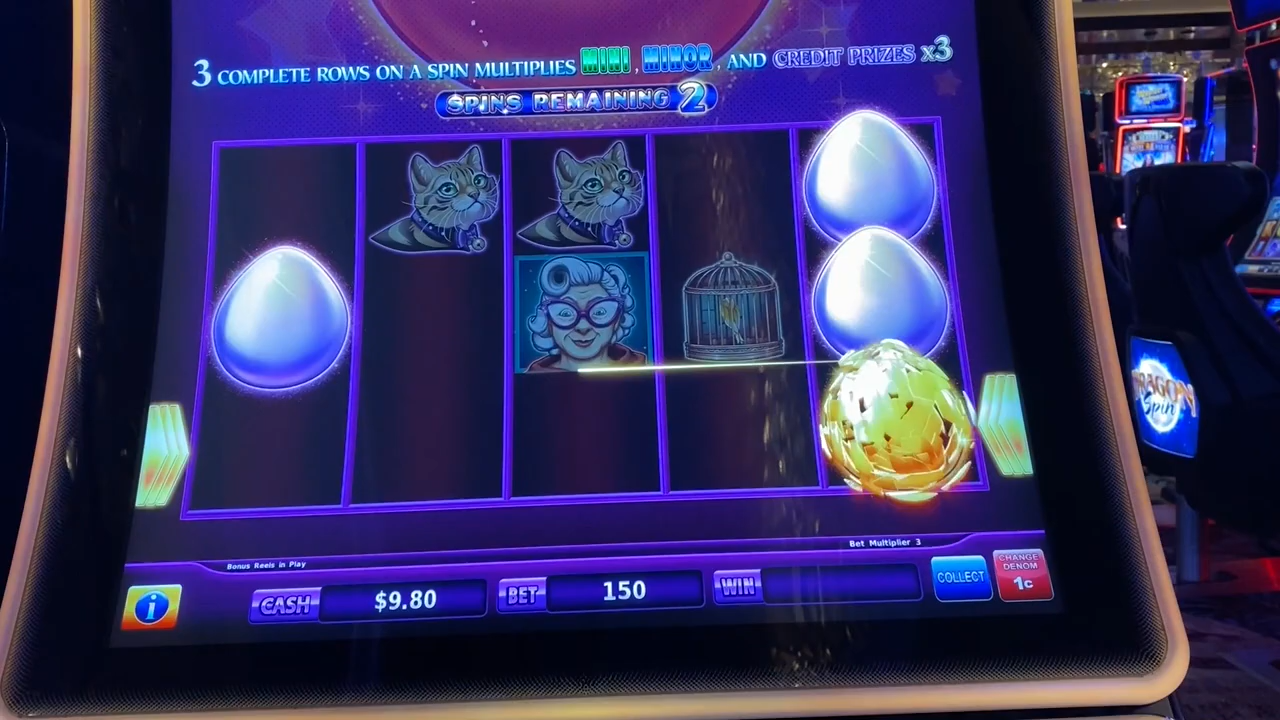 3 COMPLETE ROWS ON A SPIN MULTIPLIES MINI, MINOR, AND CREDIT PRIZES x3
SPINS REMAINING 2
DRAGON
Spin
Bonus Reels in Play
Bet Multiplier 3
i
CASH
$9.80
BET
150
WIN
COLLECT
CHANGE
DENOM
1¢